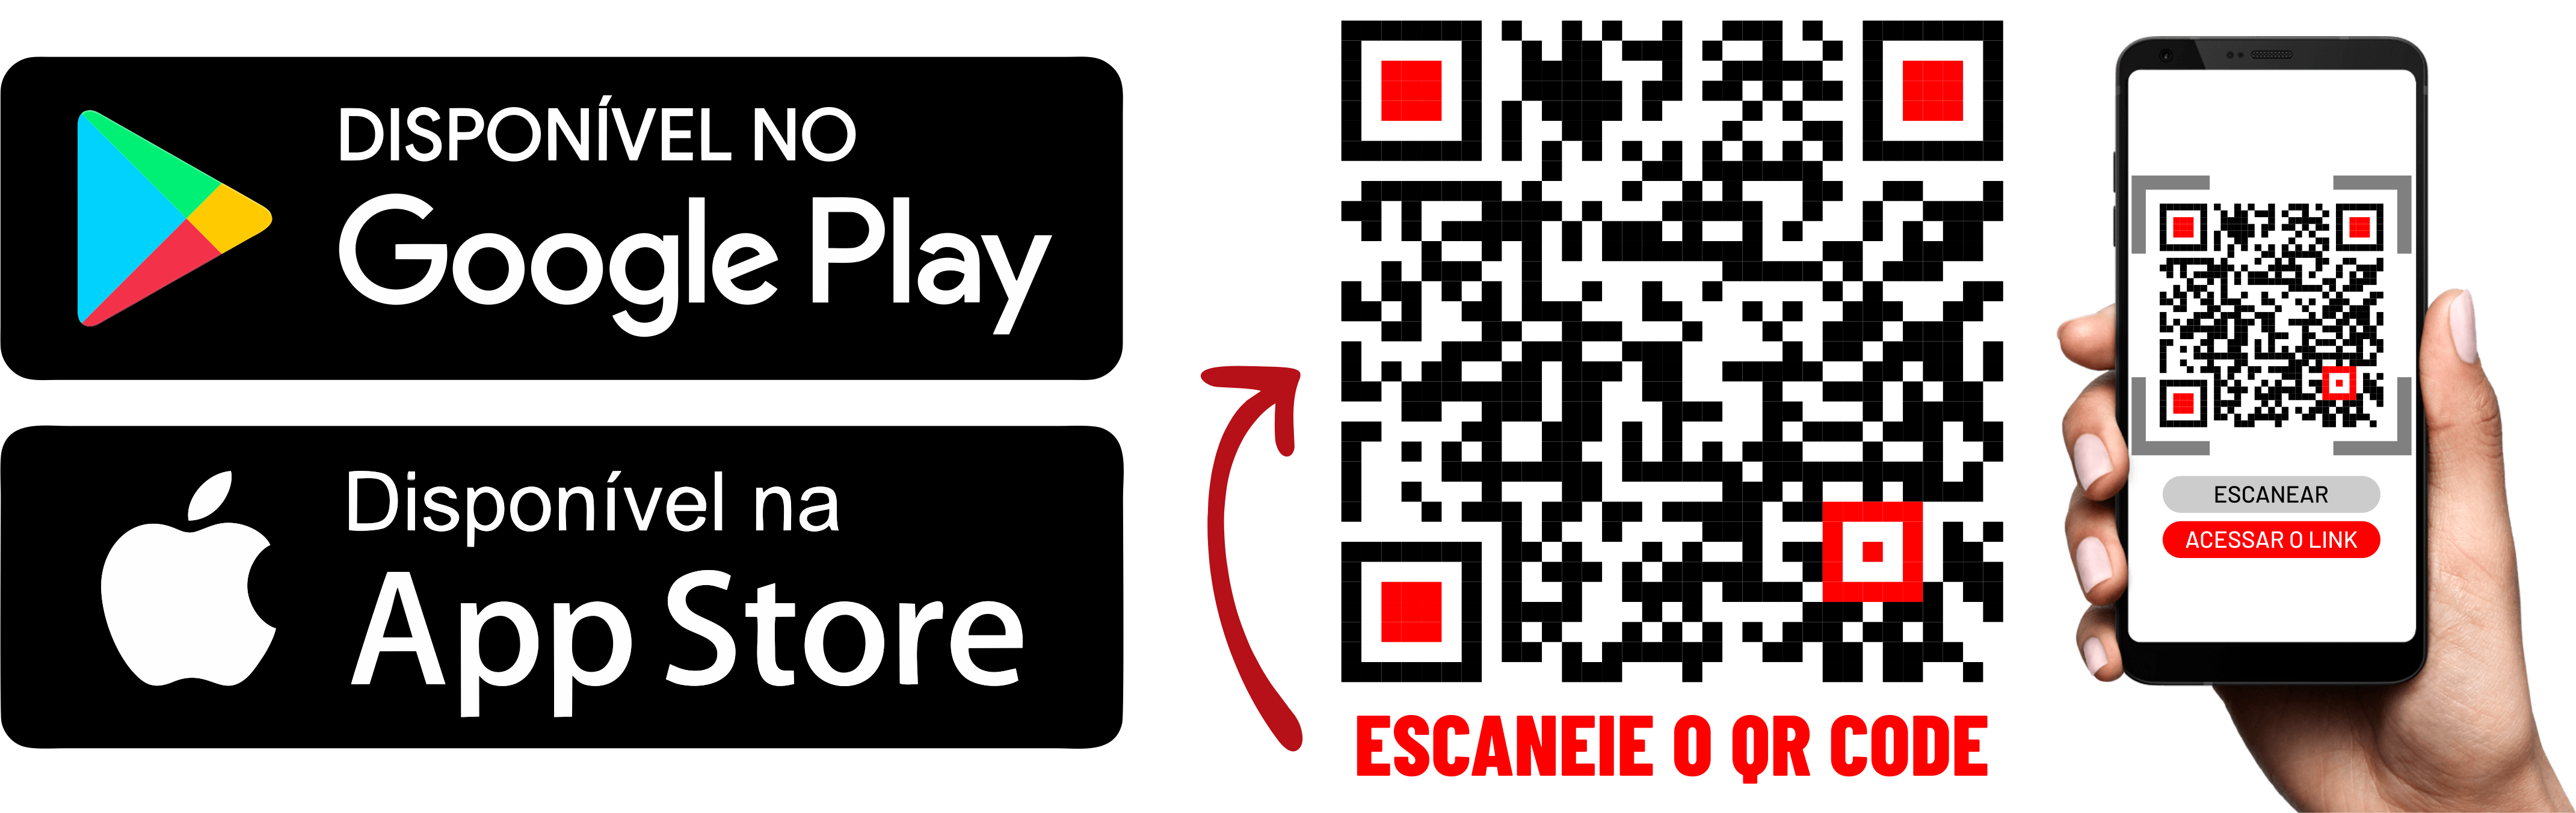 DISPONÍVEL NO
Google Play
Disponível na
App Store
ESCANEIE O QR CODE
ESCANEAR
ACESSAR O LINK